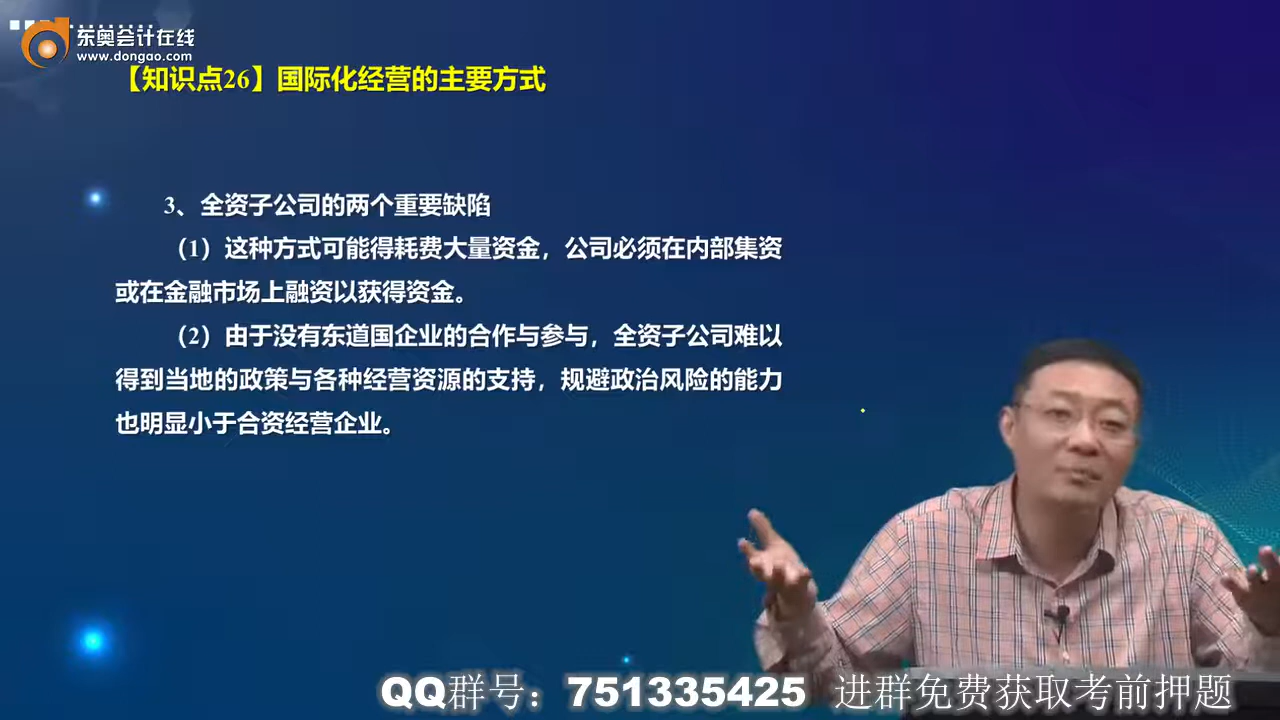 东奥会计在线
www.dongao.com
【知识点26】国际化经营的主要方式
3、全资子公司的两个重要缺陷
（1）这种方式可能得耗费大量资金，公司必须在内部集资
或在金融市场上融资以获得资金。
（2）由于没有东道国企业的合作与参与，全资子公司难以
得到当地的政策与各种经营资源的支持，规避政治风险的能力
也明显小于合资经营企业。
QQ群号：751335425 进群免费获取考前押题